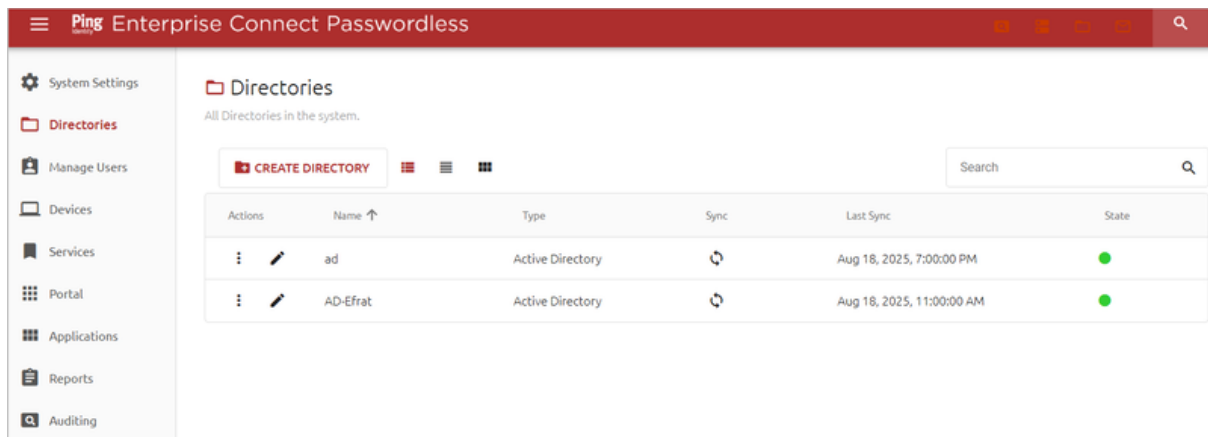 Ping Identity Enterprise Connect Passwordless
System Settings
Directories
Manage Users
Devices
Services
Portal
Applications
Reports
Auditing
Directories
All Directories in the system.
CREATE DIRECTORY
Search
Actions Name Type Sync Last Sync State
ad Active Directory Aug 18, 2025, 7:00:00 PM
AD-Efrat Active Directory Aug 18, 2025, 11:00:00 AM